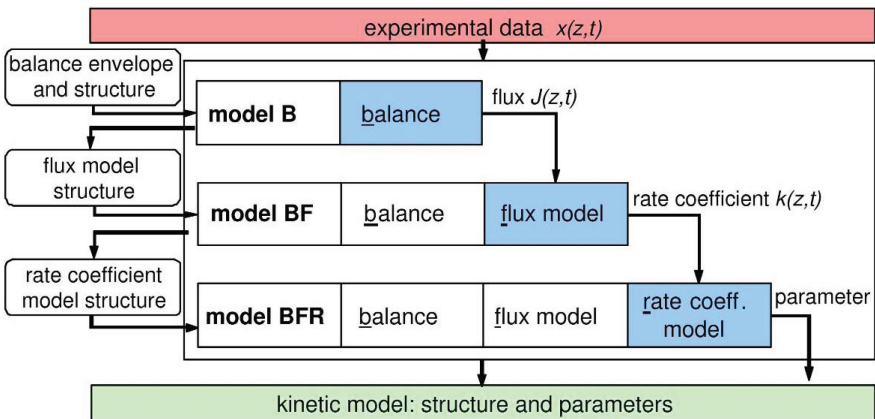 experimental data x(z,t)
balance envelope
and structure
model B
balance
flux J(z,t)
flux model
structure
model BF
balance
flux model
rate coefficient k(z,t)
rate coefficient
model structure
model BFR
balance
flux model
rate coeff.
model
parameter
kinetic model: structure and parameters